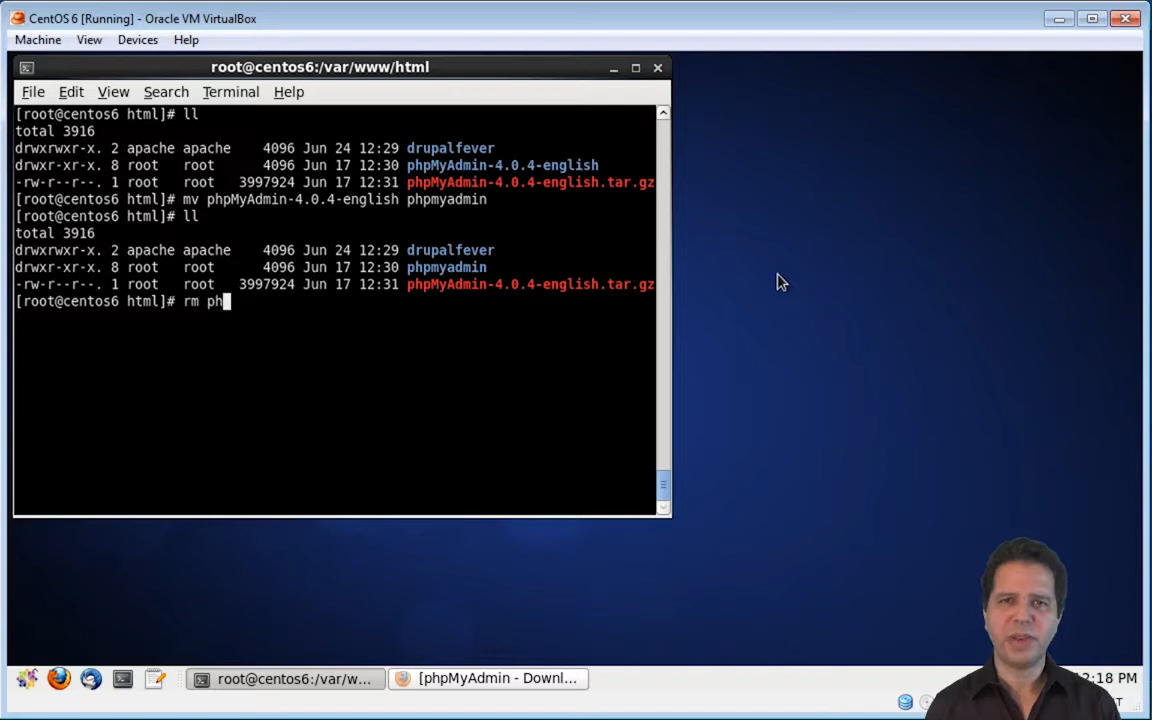 CentOS 6 [Running] - Oracle VM VirtualBox
Machine View Devices Help
root@centos6:/var/www/html
File Edit View Search Terminal Help
[root@centos6 html]# ll
total 3916
drwxrwxr-x. 2 apache apache 4096 Jun 24 12:29 drupalfever
drwxr-xr-x. 8 root root 4096 Jun 17 12:30 phpMyAdmin-4.0.4-english
-rw-r--r--. 1 root root 3997924 Jun 17 12:31 phpMyAdmin-4.0.4-english.tar.gz
[root@centos6 html]# mv phpMyAdmin-4.0.4-english phpmyadmin
[root@centos6 html]# ll
total 3916
drwxrwxr-x. 2 apache apache 4096 Jun 24 12:29 drupalfever
drwxr-xr-x. 8 root root 4096 Jun 17 12:30 phpmyadmin
-rw-r--r--. 1 root root 3997924 Jun 17 12:31 phpMyAdmin-4.0.4-english.tar.gz
[root@centos6 html]# rm ph
root@centos6:/var/w... [phpMyAdmin - Downl... 12:18 PM